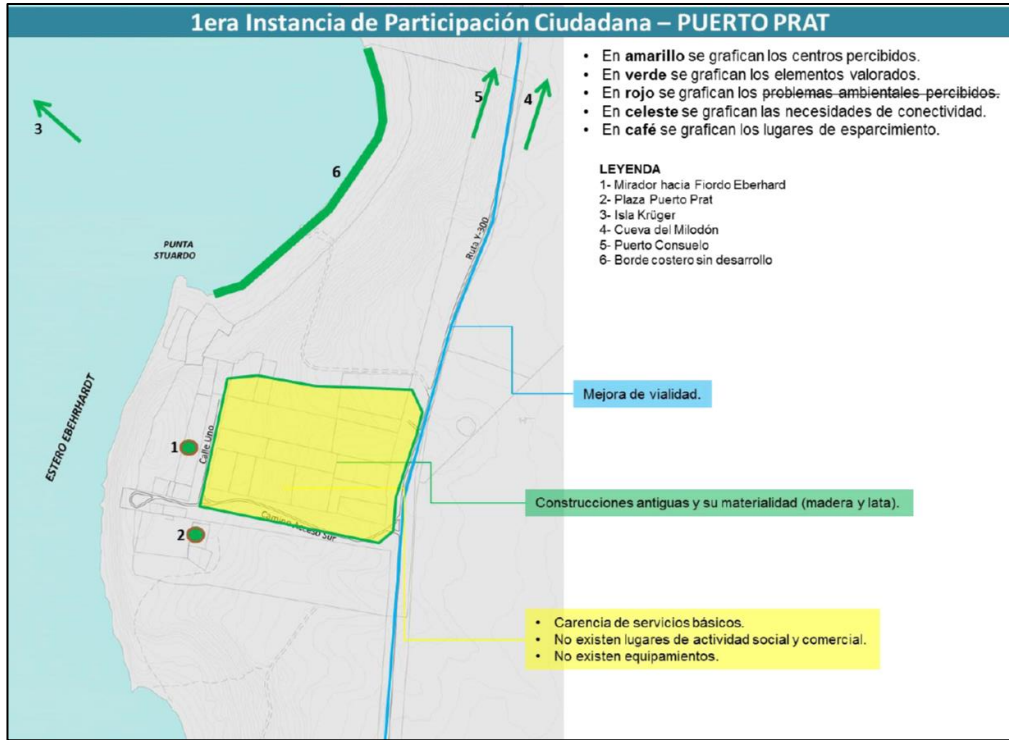 1era Instancia de Participación Ciudadana – PUERTO PRAT
• En amarillo se grafican los centros percibidos.
• En verde se grafican los elementos valorados.
• En rojo se grafican los problemas ambientales percibidos.
• En celeste se grafican las necesidades de conectividad.
• En café se grafican los lugares de esparcimiento.
LEYENDA
1- Mirador hacia Fiordo Eberhard
2- Plaza Puerto Prat
3- Isla Krüger
4- Cueva del Milodón
5- Puerto Consuelo
6- Borde costero sin desarrollo
3
5
4
6
Ruta Y-300
PUNTA
STUARDO
ESTERO EBEHRHARDT
Mejora de vialidad.
1
Calle Uno
Construcciones antiguas y su materialidad (madera y lata).
2
Camino Acceso Sur
• Carencia de servicios básicos.
• No existen lugares de actividad social y comercial.
• No existen equipamientos.